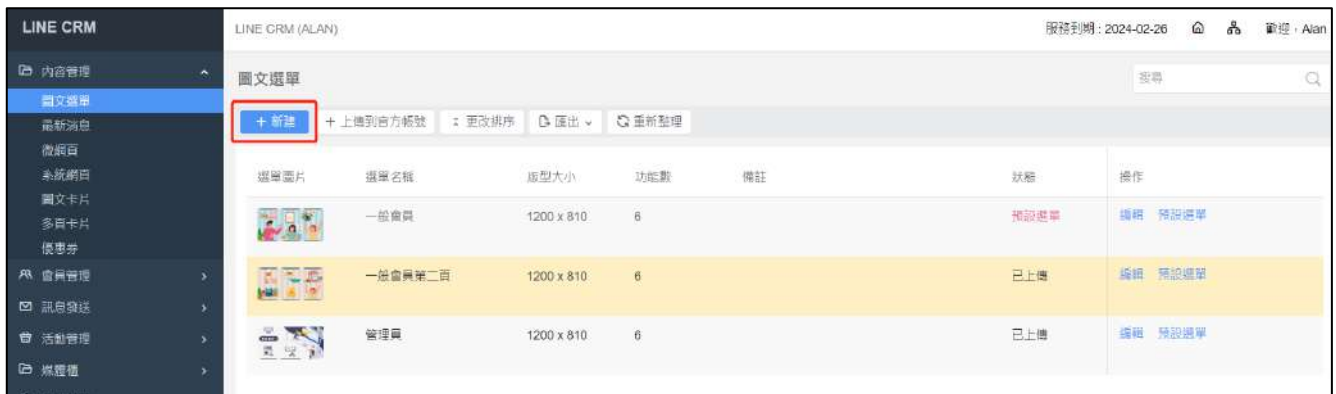 LINE CRM
LINE CRM (ALAN)
服務到期 : 2024-02-26
歡迎，Alan
內容管理
圖文選單
最新消息
微網頁
系統網頁
圖文卡片
多頁卡片
優惠券
會員管理
訊息發送
活動管理
媒體櫃
圖文選單
搜尋
+ 新建
+ 上傳到官方帳號
更改排序
匯出
重新整理
選單圖片 選單名稱 版型大小 功能數 備註 狀態 操作
一般會員 1200 x 810 6 預設選單 編輯 預設選單
一般會員第二頁 1200 x 810 6 已上傳 編輯 預設選單
管理員 1200 x 810 6 已上傳 編輯 預設選單